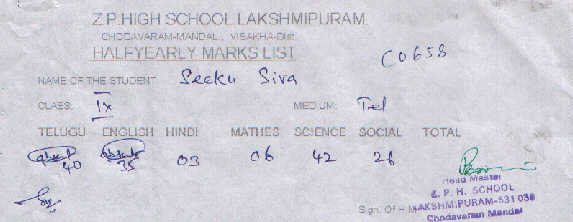 Z.P.HIGH SCHOOL LAKSHMIPURAM
CHODAVARAM-MANDAL, VISAKHA-Dist
HALFYEARLY MARKS LIST
C0658
NAME OF THE STUDENT Seeku Siva
CLASS: IX MEDIUM: Tel
TELUGU ENGLISH HINDI MATHES SCIENCE SOCIAL TOTAL
40 35 03 06 42 26
Head Master
Z. P. H. SCHOOL
Sign. Of H M LAKSHMIPURAM-531 036
Chodavaram Mandal